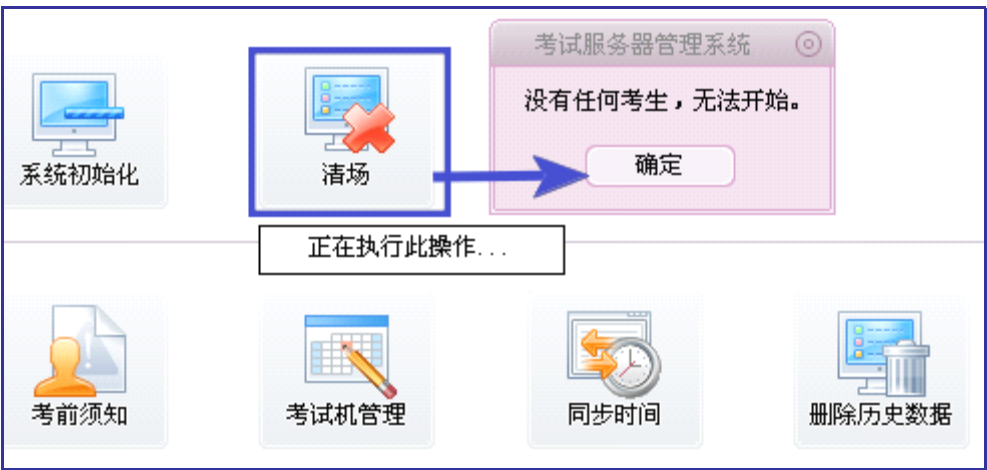 考试服务器管理系统
没有任何考生，无法开始。
确定
系统初始化
清场
正在执行此操作...
考前须知
考试机管理
同步时间
删除历史数据